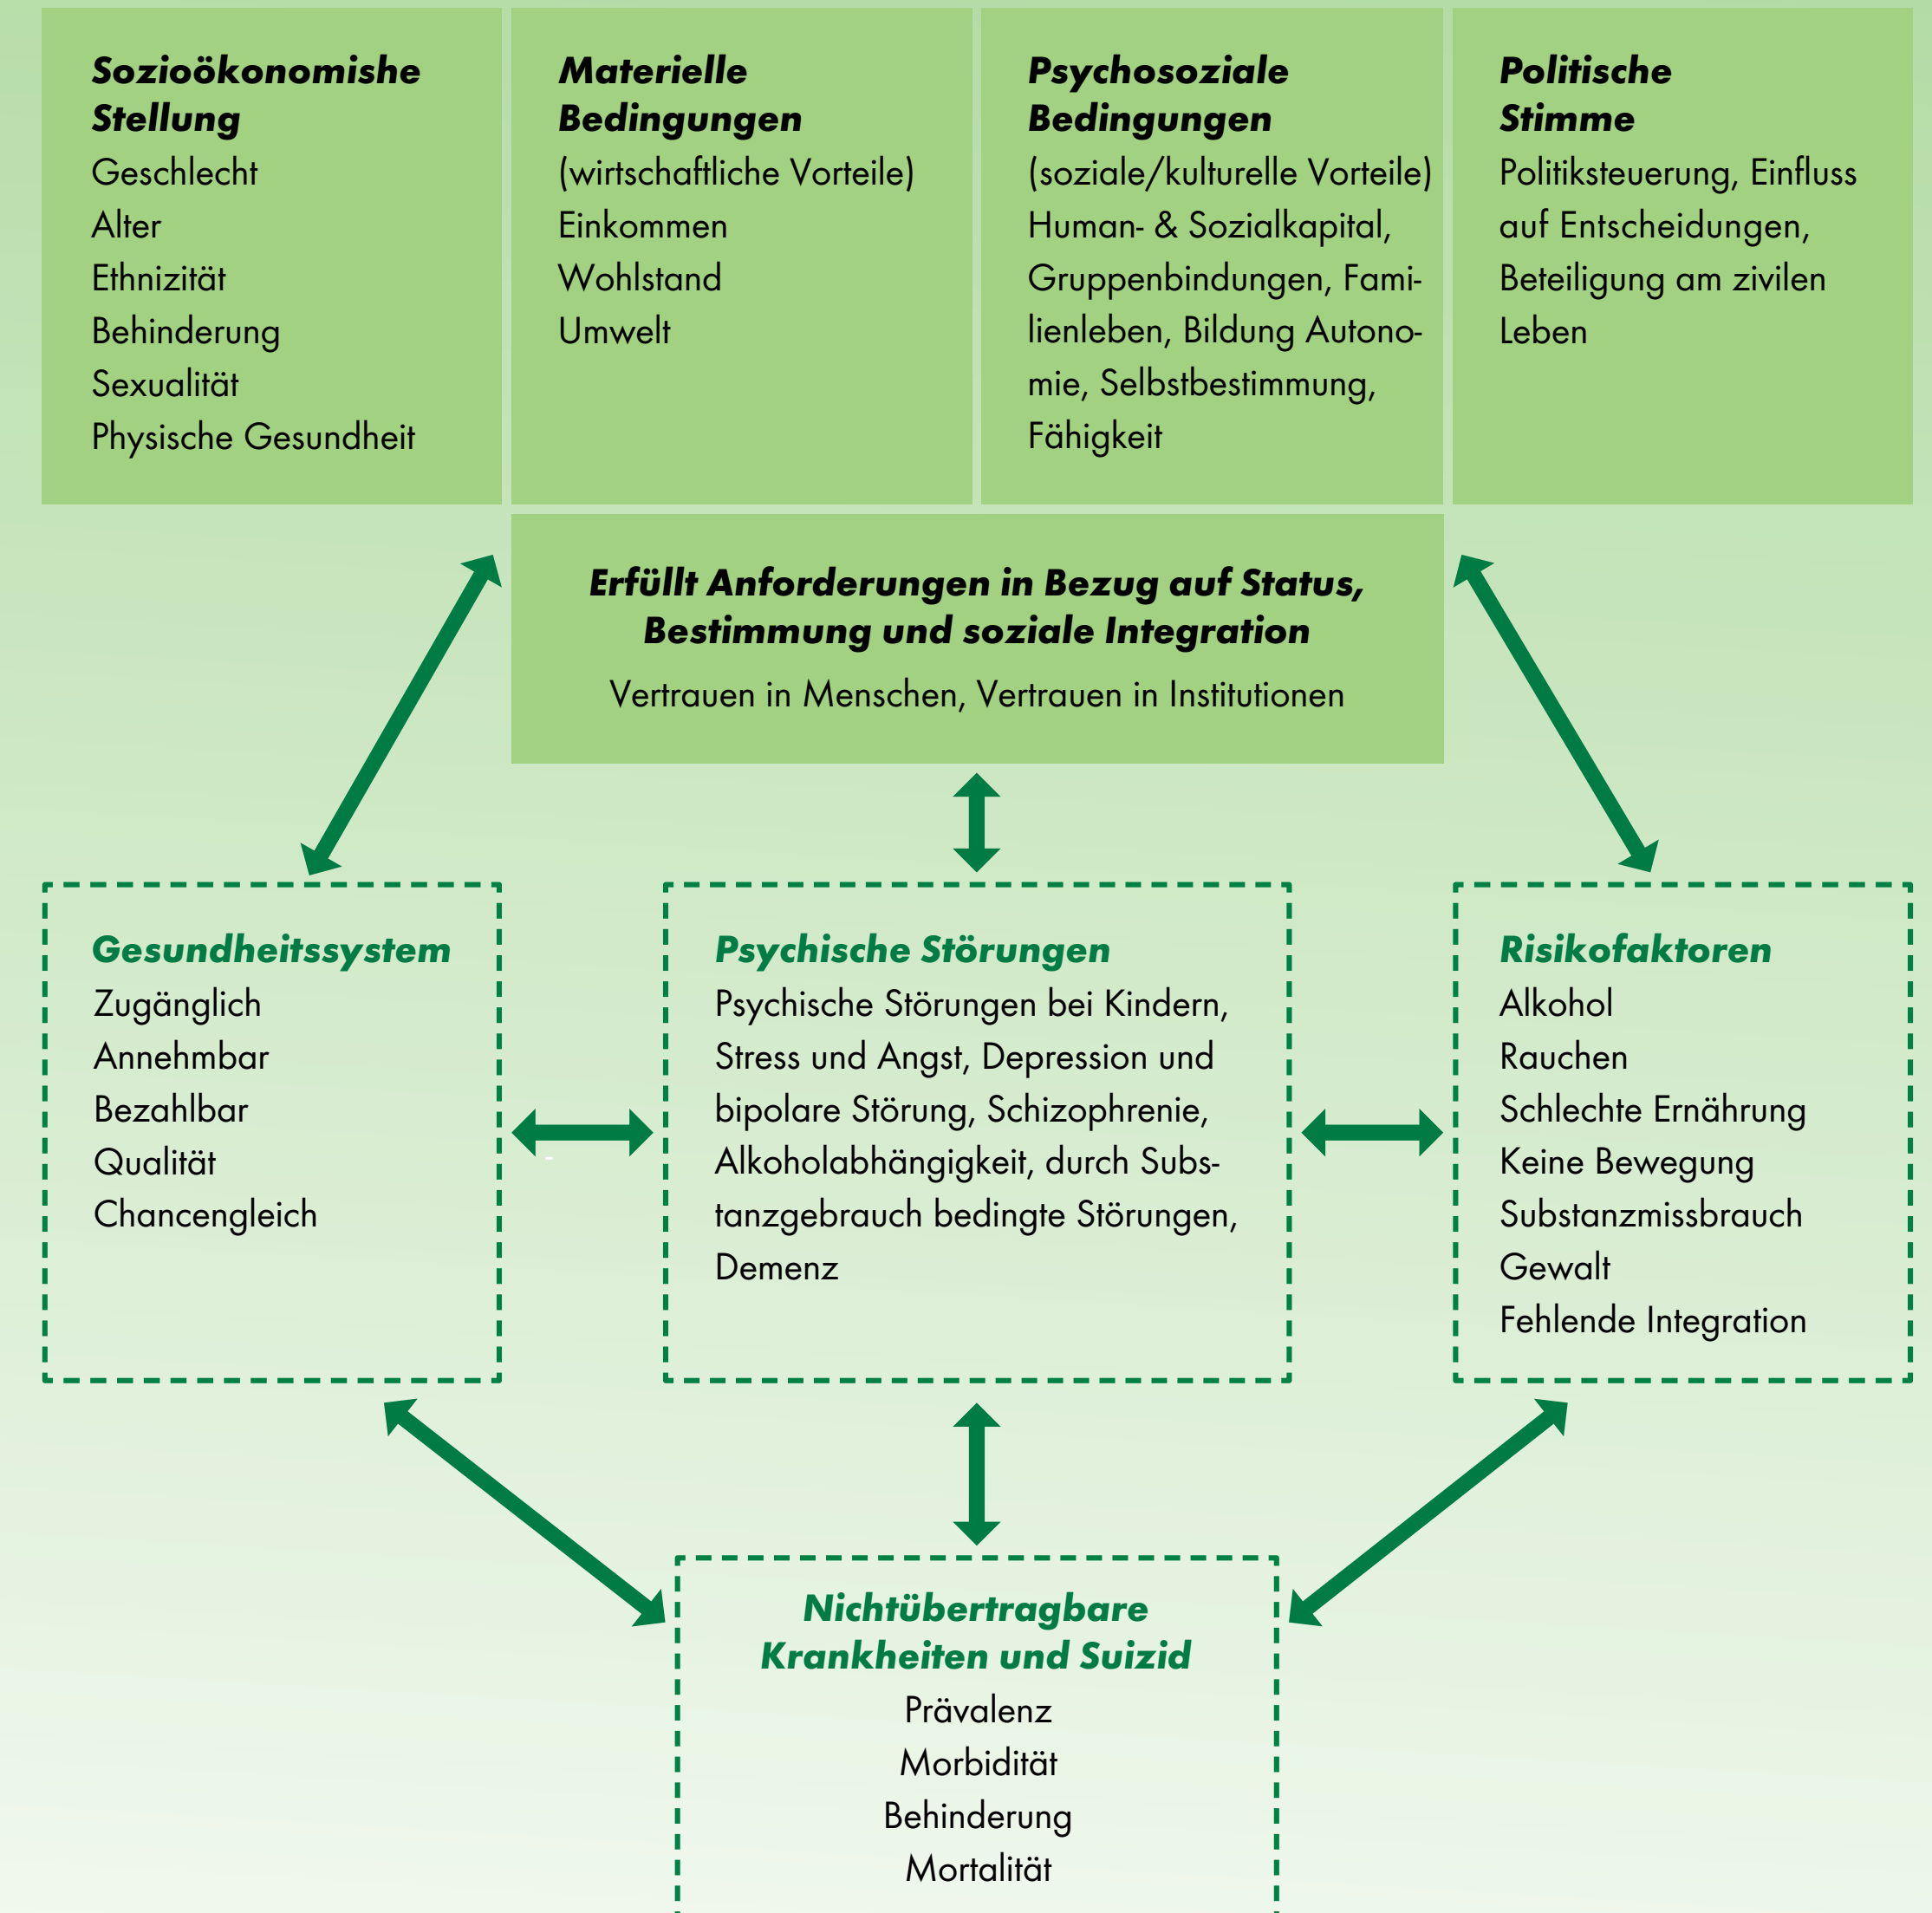 Sozioökonomishe
Stellung
Geschlecht
Alter
Ethnizität
Behinderung
Sexualität
Physische Gesundheit
Materielle
Bedingungen
(wirtschaftliche Vorteile)
Einkommen
Wohlstand
Umwelt
Psychosoziale
Bedingungen
(soziale/kulturelle Vorteile)
Human- & Sozialkapital,
Gruppenbindungen, Fami-
lienleben, Bildung Autono-
mie, Selbstbestimmung,
Fähigkeit
Politische
Stimme
Politiksteuerung, Einfluss
auf Entscheidungen,
Beteiligung am zivilen
Leben
Erfüllt Anforderungen in Bezug auf Status,
Bestimmung und soziale Integration
Vertrauen in Menschen, Vertrauen in Institutionen
Gesundheitssystem
Zugänglich
Annehmbar
Bezahlbar
Qualität
Chancengleich
Psychische Störungen
Psychische Störungen bei Kindern,
Stress und Angst, Depression und
bipolare Störung, Schizophrenie,
Alkoholabhängigkeit, durch Subs-
tanzgebrauch bedingte Störungen,
Demenz
Risikofaktoren
Alkohol
Rauchen
Schlechte Ernährung
Keine Bewegung
Substanzmissbrauch
Gewalt
Fehlende Integration
Nichtübertragbare
Krankheiten und Suizid
Prävalenz
Morbidität
Behinderung
Mortalität